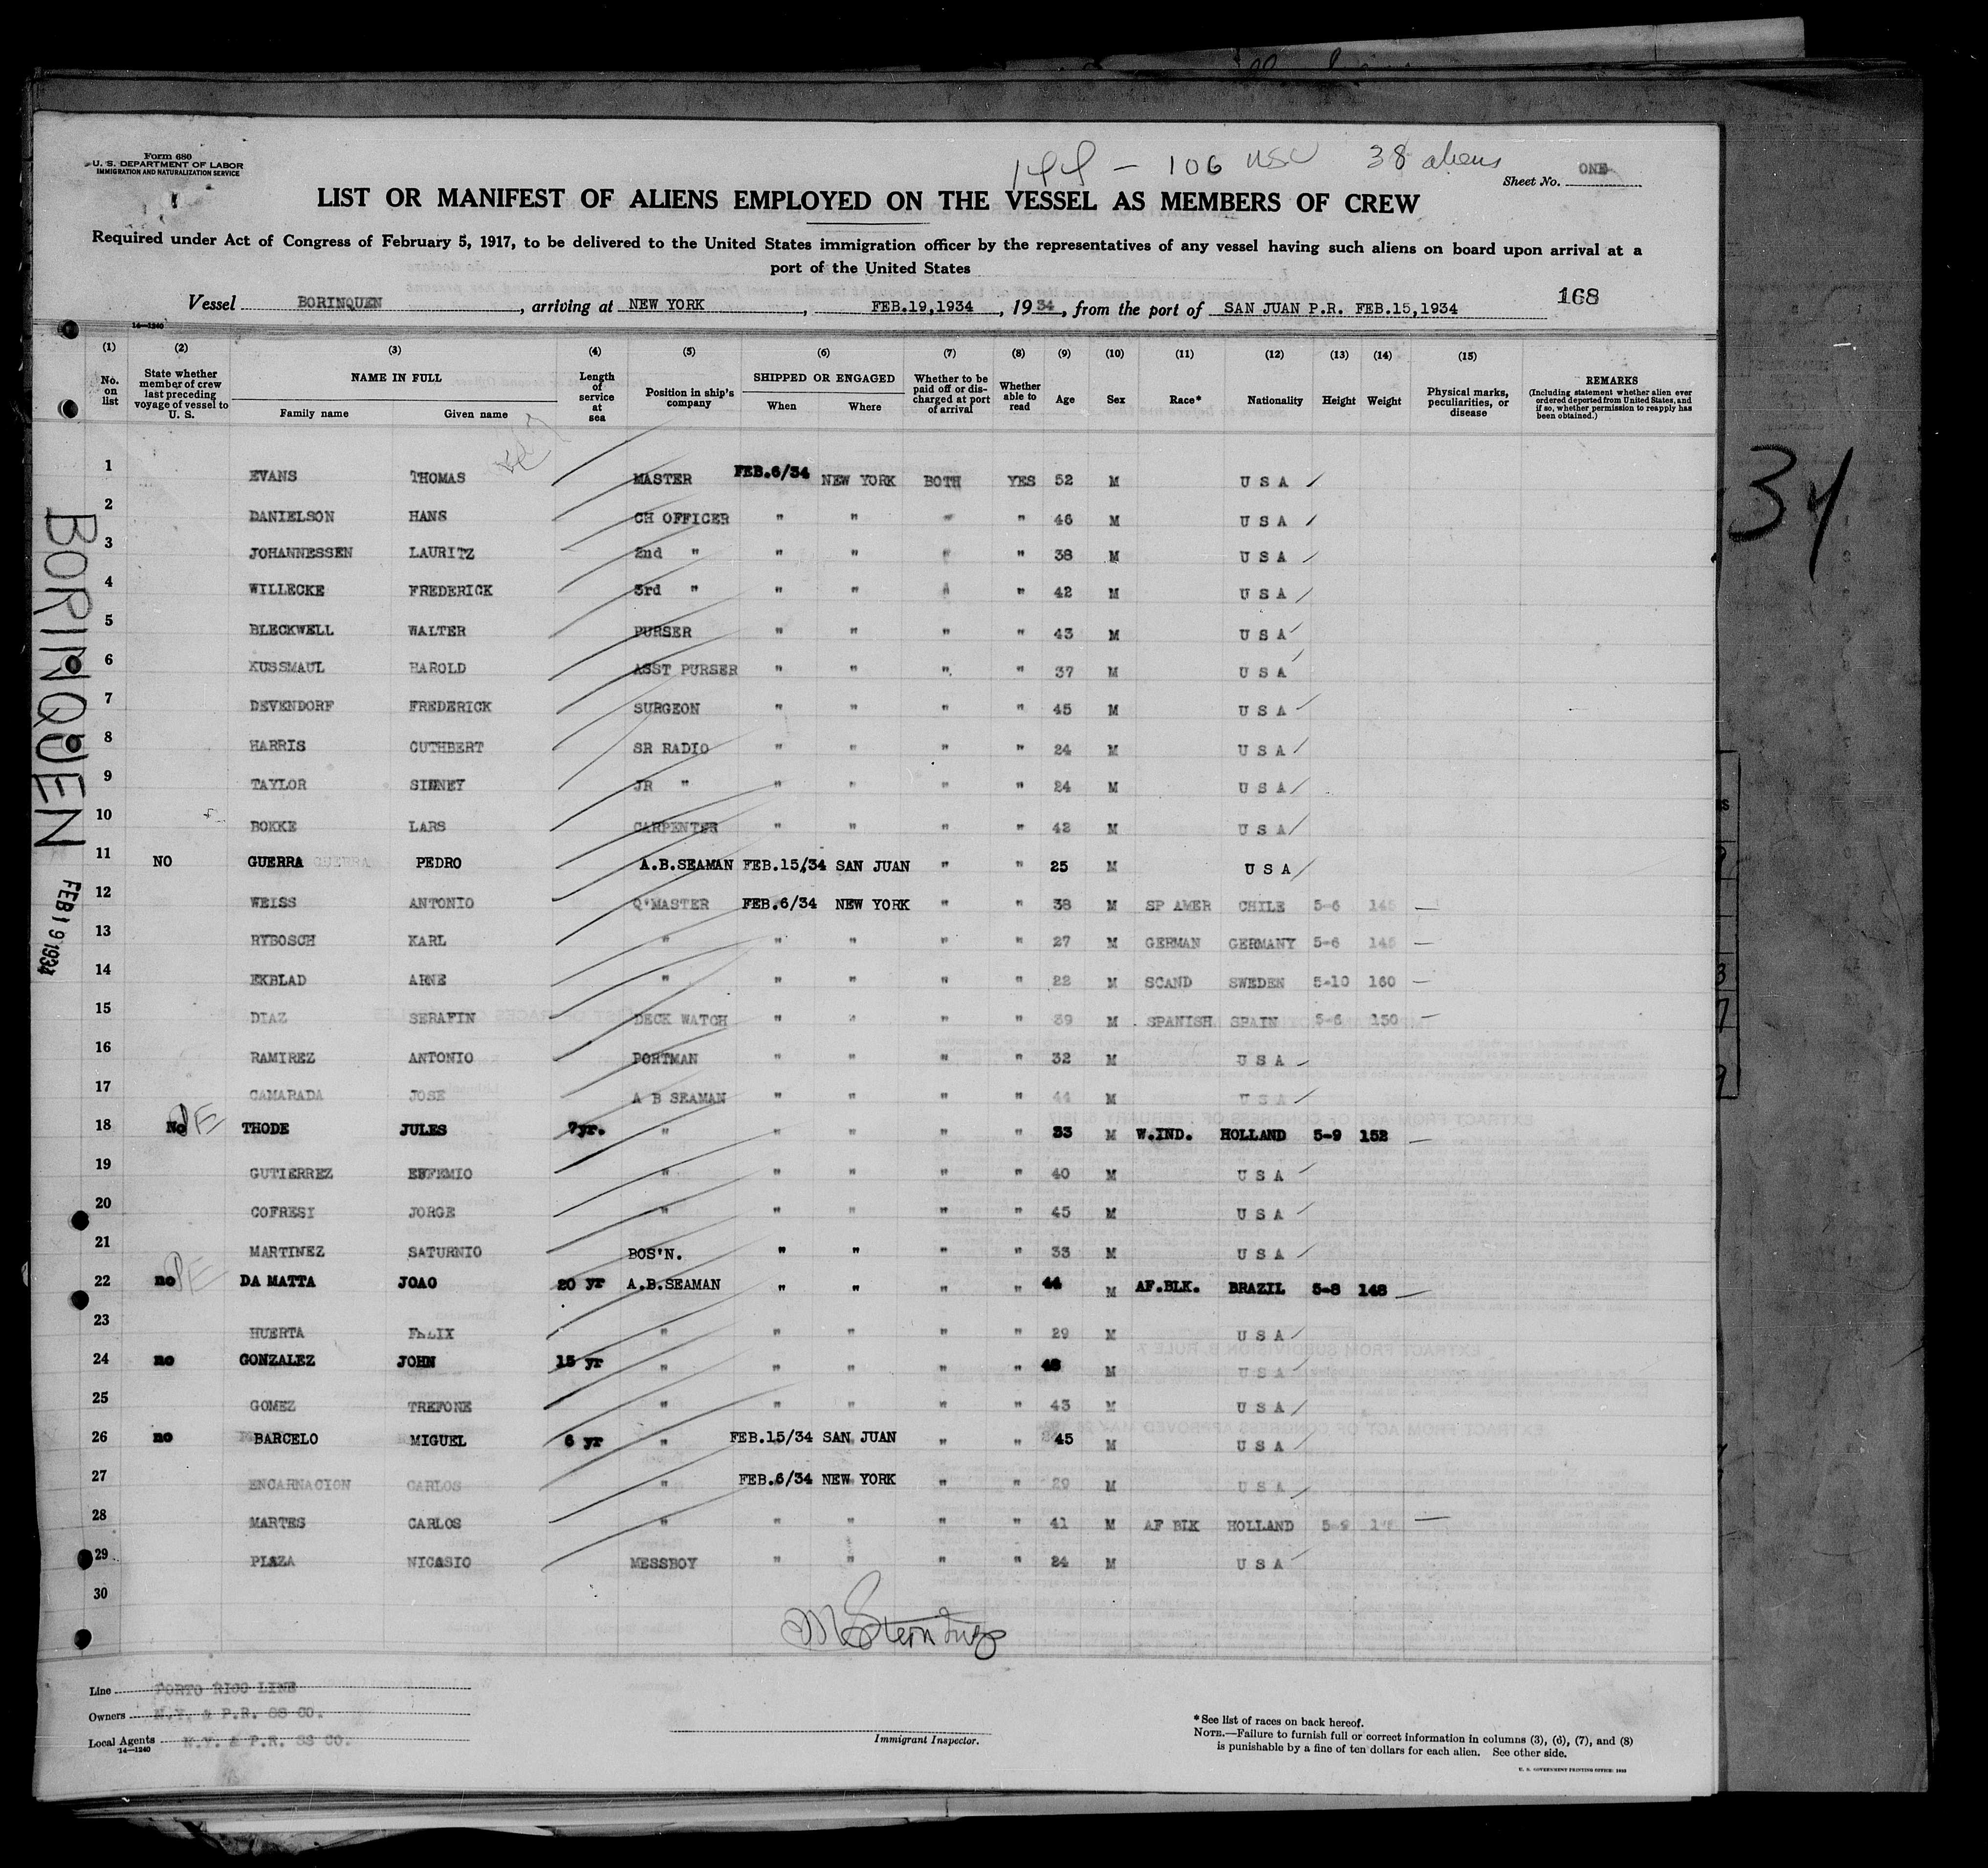 Form 680
U. S. DEPARTMENT OF LABOR
IMMIGRATION AND NATURALIZATION SERVICE
144 - 106 USC 38 aliens
Sheet No. ONE
LIST OR MANIFEST OF ALIENS EMPLOYED ON THE VESSEL AS MEMBERS OF CREW
Required under Act of Congress of February 5, 1917, to be delivered to the United States immigration officer by the representatives of any vessel having such aliens on board upon arrival at a
port of the United States
Vessel BORINQUEN, arriving at NEW YORK, FEB.19,1934, 1934, from the port of SAN JUAN P.R. FEB.15,1934
168
14—1240
(1) (2) (3) (4) (5) (6) (7) (8) (9) (10) (11) (12) (13) (14) (15)
No. on list
State whether member of crew last preceding voyage of vessel to U. S.
NAME IN FULL
Family name Given name
Length of service at sea
Position in ship's company
SHIPPED OR ENGAGED
When Where
Whether to be paid off or discharged at port of arrival
Whether able to read
Age
Sex
Race*
Nationality
Height
Weight
Physical marks, peculiarities, or disease
REMARKS
(Including statement whether alien ever ordered deported from United States, and if so, whether permission to reapply has been obtained.)
1 EVANS THOMAS MASTER FEB.6/34 NEW YORK BOTH YES 52 M U S A
2 DANIELSON HANS CH OFFICER " " " " 46 M U S A
3 JOHANNESSEN LAURITZ 2nd " " " " " 38 M U S A
4 WILLECKE FREDERICK 3rd " " " " " 42 M U S A
5 BLECKWELL WALTER PURSER " " " " 43 M U S A
6 KUSSMAUL HAROLD ASST PURSER " " " " 37 M U S A
7 DEVENDORF FREDERICK SURGEON " " " " 45 M U S A
8 HARRIS CUTHBERT SR RADIO " " " " 24 M U S A
9 TAYLOR SIDNEY JR " " " " " 24 M U S A
10 BOKKE LARS CARPENTER " " " " 42 M U S A
11 NO GUERRA GUERRA PEDRO A.B.SEAMAN FEB.15/34 SAN JUAN " " 25 M U S A
12 WEISS ANTONIO Q'MASTER FEB.6/34 NEW YORK " " 38 M SP AMER CHILE 5-6 145 —
13 RYBOSCH KARL " " " " " 27 M GERMAN GERMANY 5-6 145 —
14 EKBLAD ARNE " " " " " 22 M SCAND SWEDEN 5-10 160 —
15 DIAZ SERAFIN DECK WATCH " " " " 39 M SPANISH SPAIN 5-6 150 —
16 RAMIREZ ANTONIO PORTMAN " " " " 32 M U S A
17 CAMARADA JOSE A B SEAMAN " " " " 44 M U S A
18 No PE THODE JULES 7yr. " " " " " 33 M W.IND. HOLLAND 5-9 152 —
19 GUTIERREZ EUFEMIO " " " " " 40 M U S A
20 COFRESI JORGE " " " " " 45 M U S A
21 MARTINEZ SATURNIO BOS'N. " " " " 33 M U S A
22 no PE DA MATTA JOAO 20 yr A.B.SEAMAN " " " " 44 M AF.BLK. BRAZIL 5-8 148 —
23 HUERTA FELIX " " " " " 29 M U S A
24 no GONZALEZ JOHN 15 yr " " " " " M U S A
25 GOMEZ TREFONE " " " " " 43 M U S A
26 no BARCELO MIGUEL 6 yr " FEB.15/34 SAN JUAN " " 45 M U S A
27 ENCARNACION CARLOS " FEB.6/34 NEW YORK " " 29 M U S A
28 MARTES CARLOS " " " " " 41 M AF BLK HOLLAND 5-9 —
29 PLAZA NICASIO MESSBOY " " " " 24 M U S A
30
BORINQUEN
FEB 19 1934
34
Line PORTO RICO LINE
Owners N.Y. & P.R. SS CO.
Local Agents N.Y. & P.R. SS CO.
14—1240
Immigrant Inspector.
*See list of races on back hereof.
NOTE.—Failure to furnish full or correct information in columns (3), (6), (7), and (8)
is punishable by a fine of ten dollars for each alien. See other side.
U. S. GOVERNMENT PRINTING OFFICE: 1933